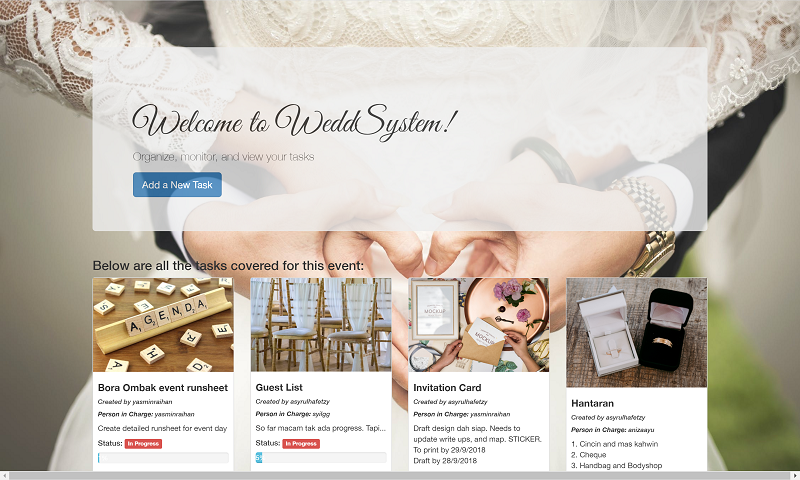 Welcome to WeddSystem!
Organize, monitor, and view your tasks
Add a New Task
Below are all the tasks covered for this event:
AGENDA
Bora Ombak event runsheet
Created by yasminraihan
Person in Charge: yasminraihan
Create detailed runsheet for event day
Status: In Progress
Guest List
Created by asyrulhafetzy
Person in Charge: syilgg
So far macam tak ada progress. Tapi...
Status: In Progress
MOCKUP
MOCKUP
Invitation Card
Created by asyrulhafetzy
Person in Charge: yasminraihan
Draft design dah siap. Needs to
update write ups, and map. STICKER.
To print by 29/9/2018
Draft by 28/9/2018
Hantaran
Created by asyrulhafetzy
Person in Charge: anizaayu
1. Cincin and mas kahwin
2. Cheque
3. Handbag and Bodyshop